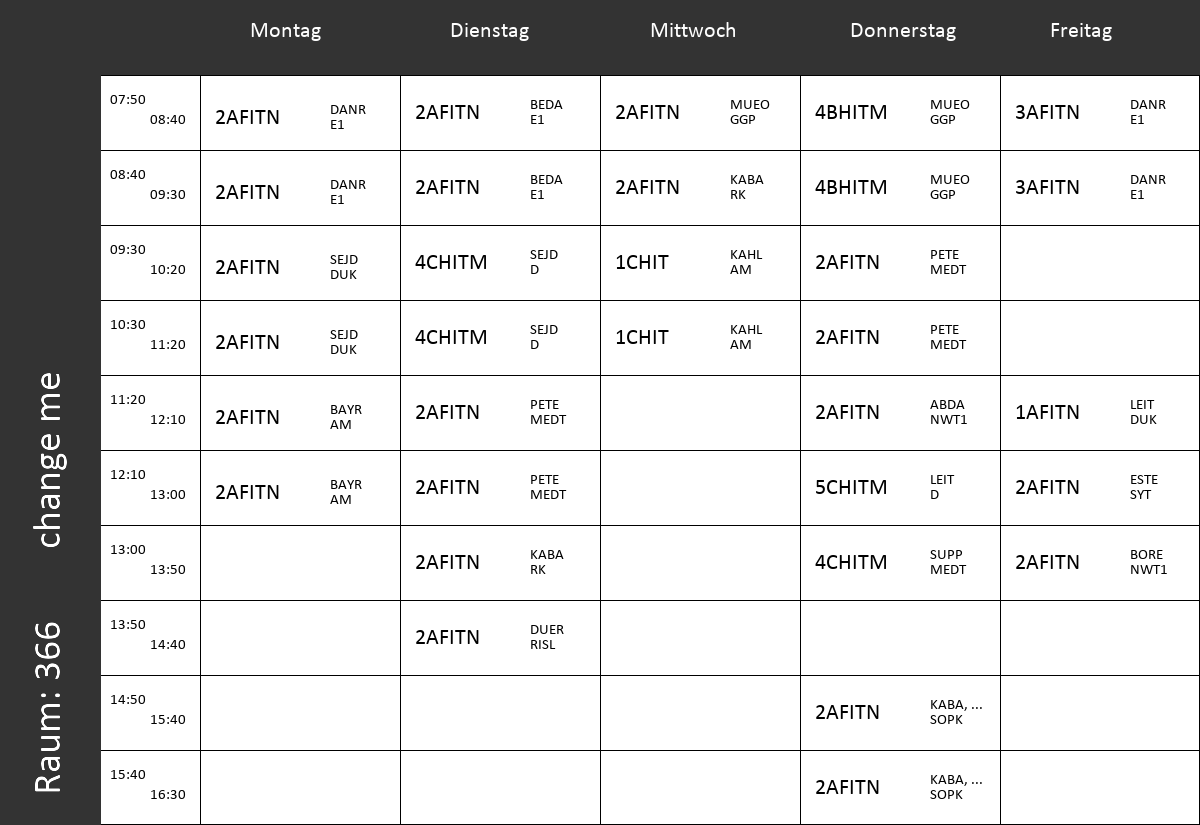 Montag Dienstag Mittwoch Donnerstag Freitag
07:50 08:40 2AFITN DANR E1 2AFITN BEDA E1 2AFITN MUEO GGP 4BHITM MUEO GGP 3AFITN DANR E1
08:40 09:30 2AFITN DANR E1 2AFITN BEDA E1 2AFITN KABA RK 4BHITM MUEO GGP 3AFITN DANR E1
09:30 10:20 2AFITN SEJD DUK 4CHITM SEJD D 1CHIT KAHL AM 2AFITN PETE MEDT
10:30 11:20 2AFITN SEJD DUK 4CHITM SEJD D 1CHIT KAHL AM 2AFITN PETE MEDT
11:20 12:10 2AFITN BAYR AM 2AFITN PETE MEDT 2AFITN ABDA NWT1 1AFITN LEIT DUK
12:10 13:00 2AFITN BAYR AM 2AFITN PETE MEDT 5CHITM LEIT D 2AFITN ESTE SYT
13:00 13:50 2AFITN KABA RK 4CHITM SUPP MEDT 2AFITN BORE NWT1
13:50 14:40 2AFITN DUER RISL
14:50 15:40 2AFITN KABA, ... SOPK
15:40 16:30 2AFITN KABA, ... SOPK
Raum: 366 change me